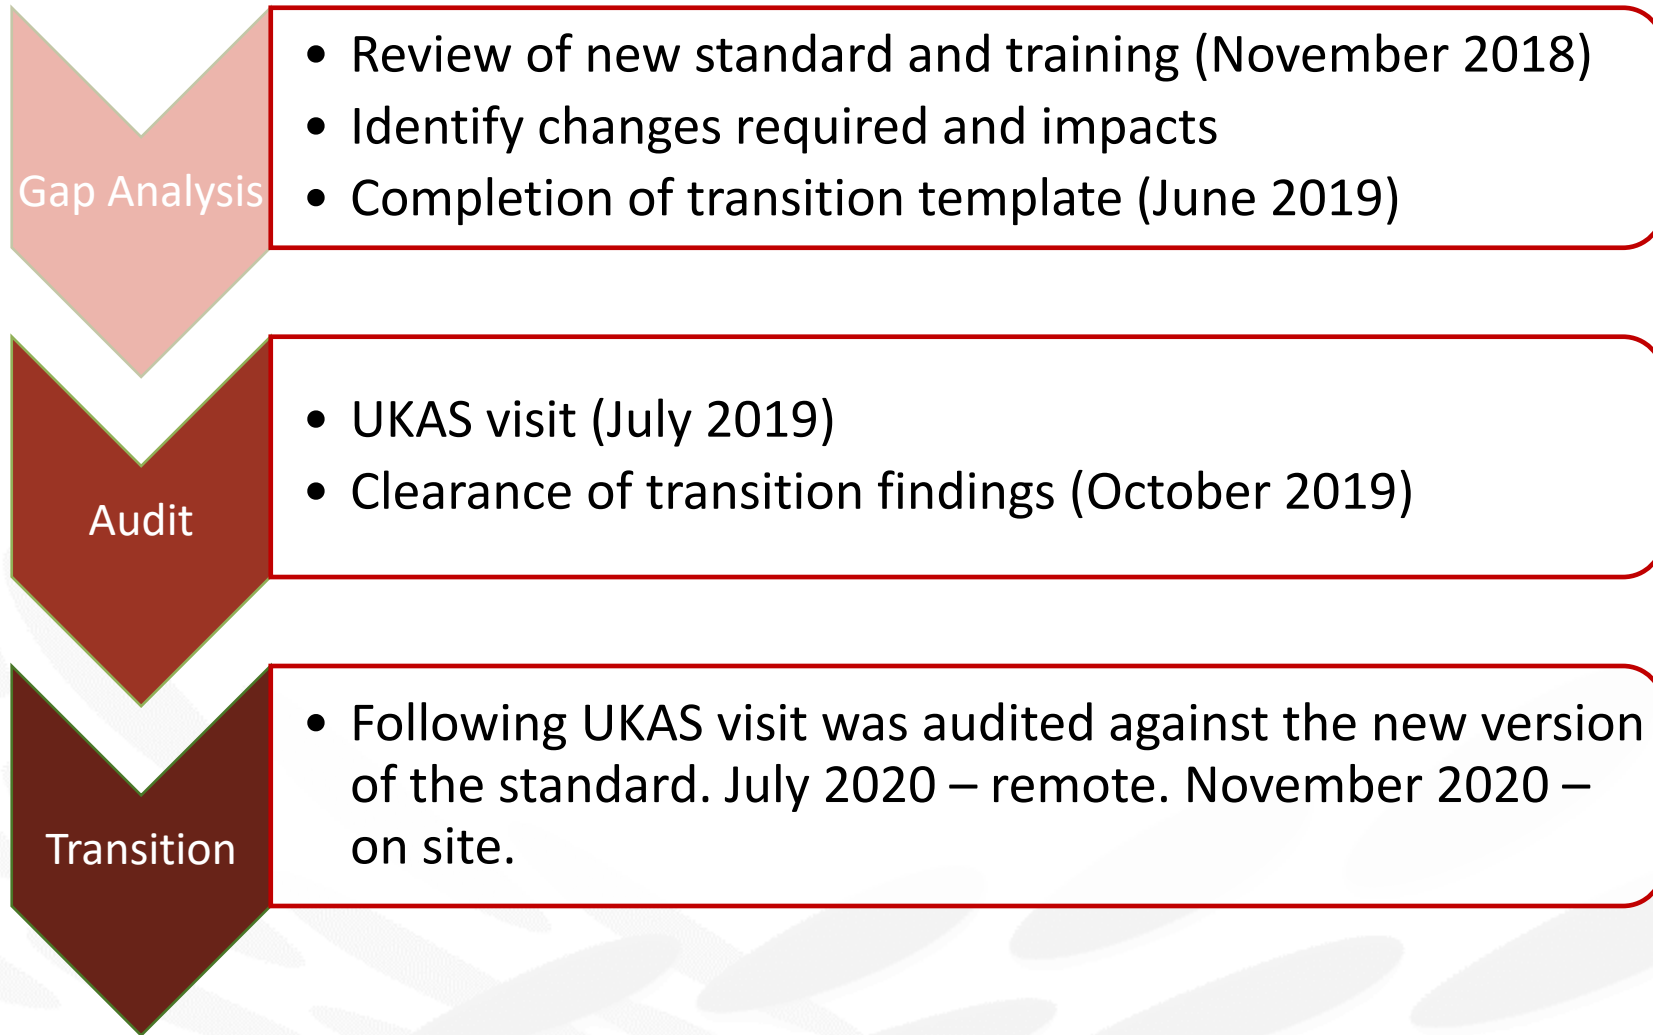 Gap Analysis
• Review of new standard and training (November 2018)
• Identify changes required and impacts
• Completion of transition template (June 2019)
Audit
• UKAS visit (July 2019)
• Clearance of transition findings (October 2019)
Transition
• Following UKAS visit was audited against the new version
of the standard. July 2020 – remote. November 2020 –
on site.